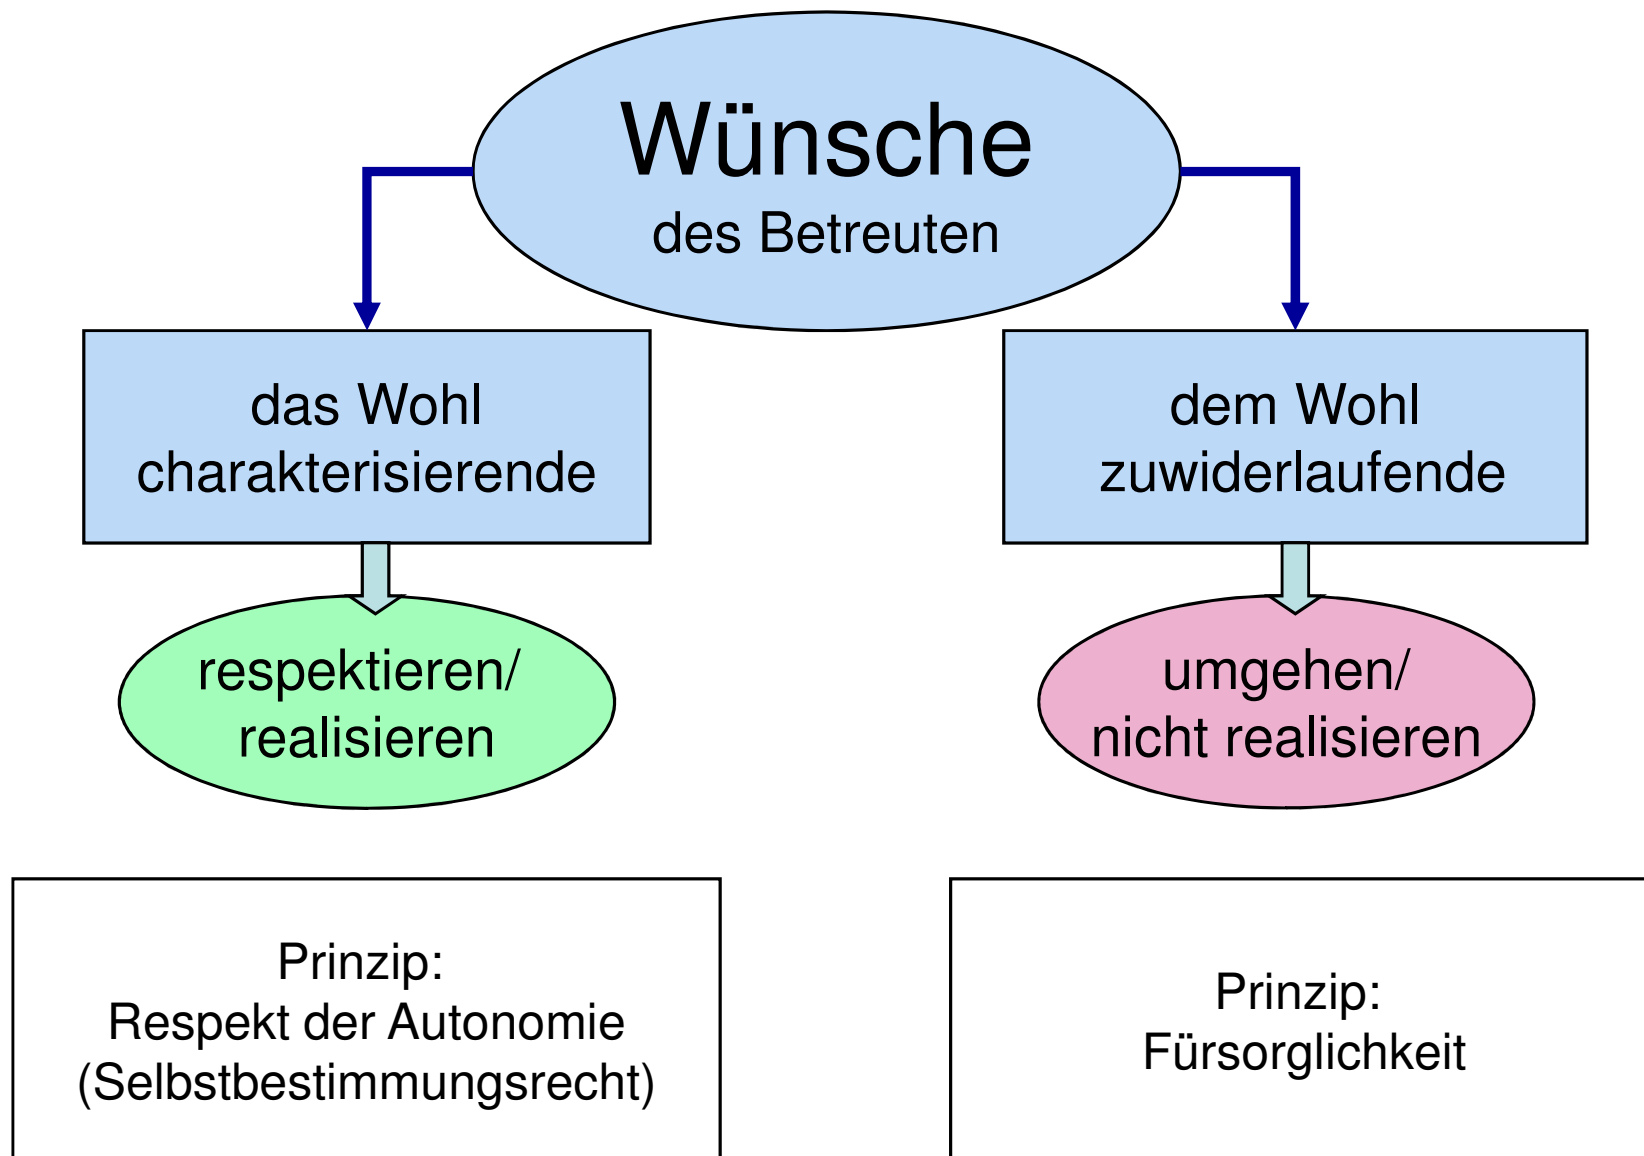 Wünsche
des Betreuten
das Wohl
charakterisierende
dem Wohl
zuwiderlaufende
respektieren/
realisieren
umgehen/
nicht realisieren
Prinzip:
Respekt der Autonomie
(Selbstbestimmungsrecht)
Prinzip:
Fürsorglichkeit